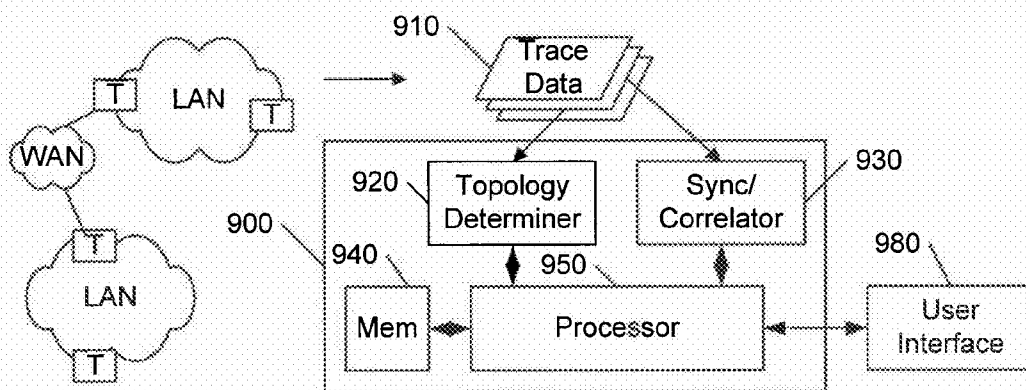 910
Trace
Data
T
LAN
T
WAN
920
Topology
Determiner
Sync/
Correlator
930
900
T
940
950
980
LAN
Mem
Processor
User
Interface
T